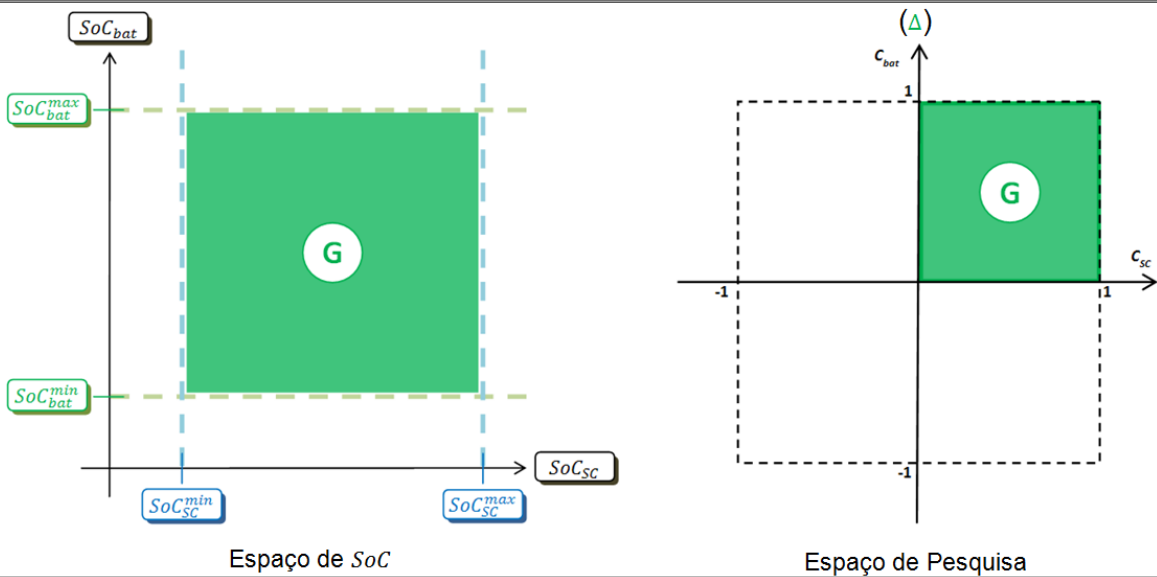 SoC_bat
SoC_bat^max
G
SoC_bat^min
SoC_SC
SoC_SC^min
SoC_SC^max
Espaço de SoC
(Δ)
C_bat
1
G
C_SC
-1
1
-1
Espaço de Pesquisa